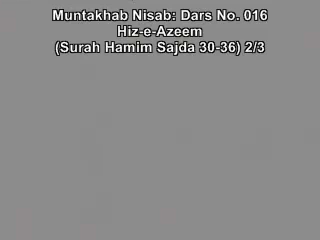 Muntakhab Nisab: Dars No. 016
Hiz-e-Azeem
(Surah Hamim Sajda 30-36) 2/3